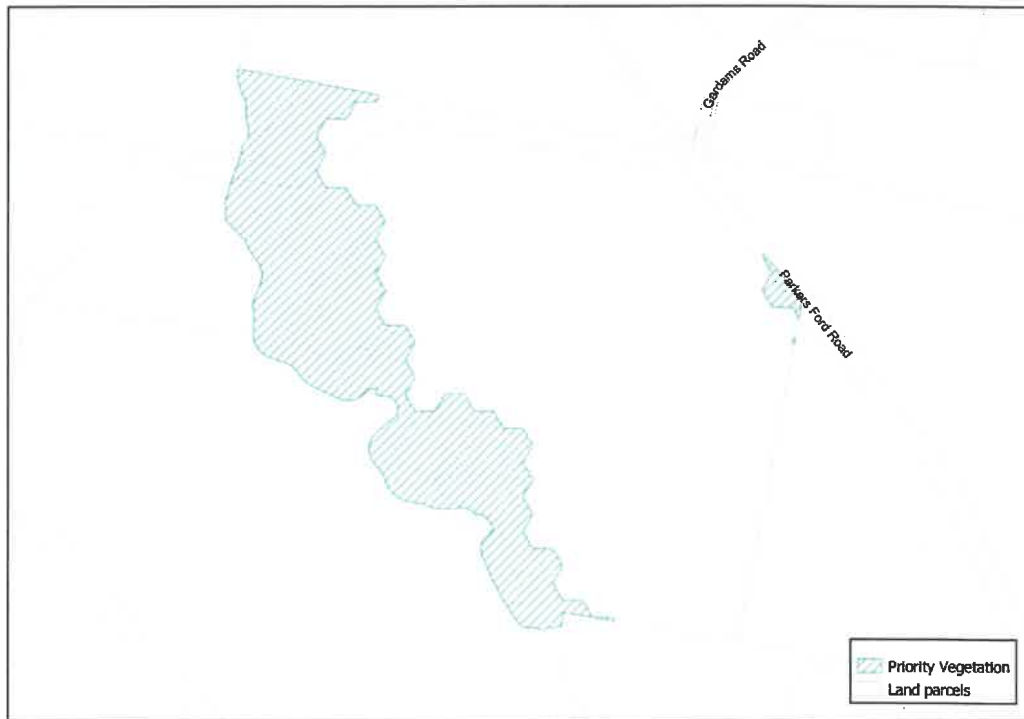 Gardams Road
Parkers Ford Road
Priority Vegetation
Land parcels